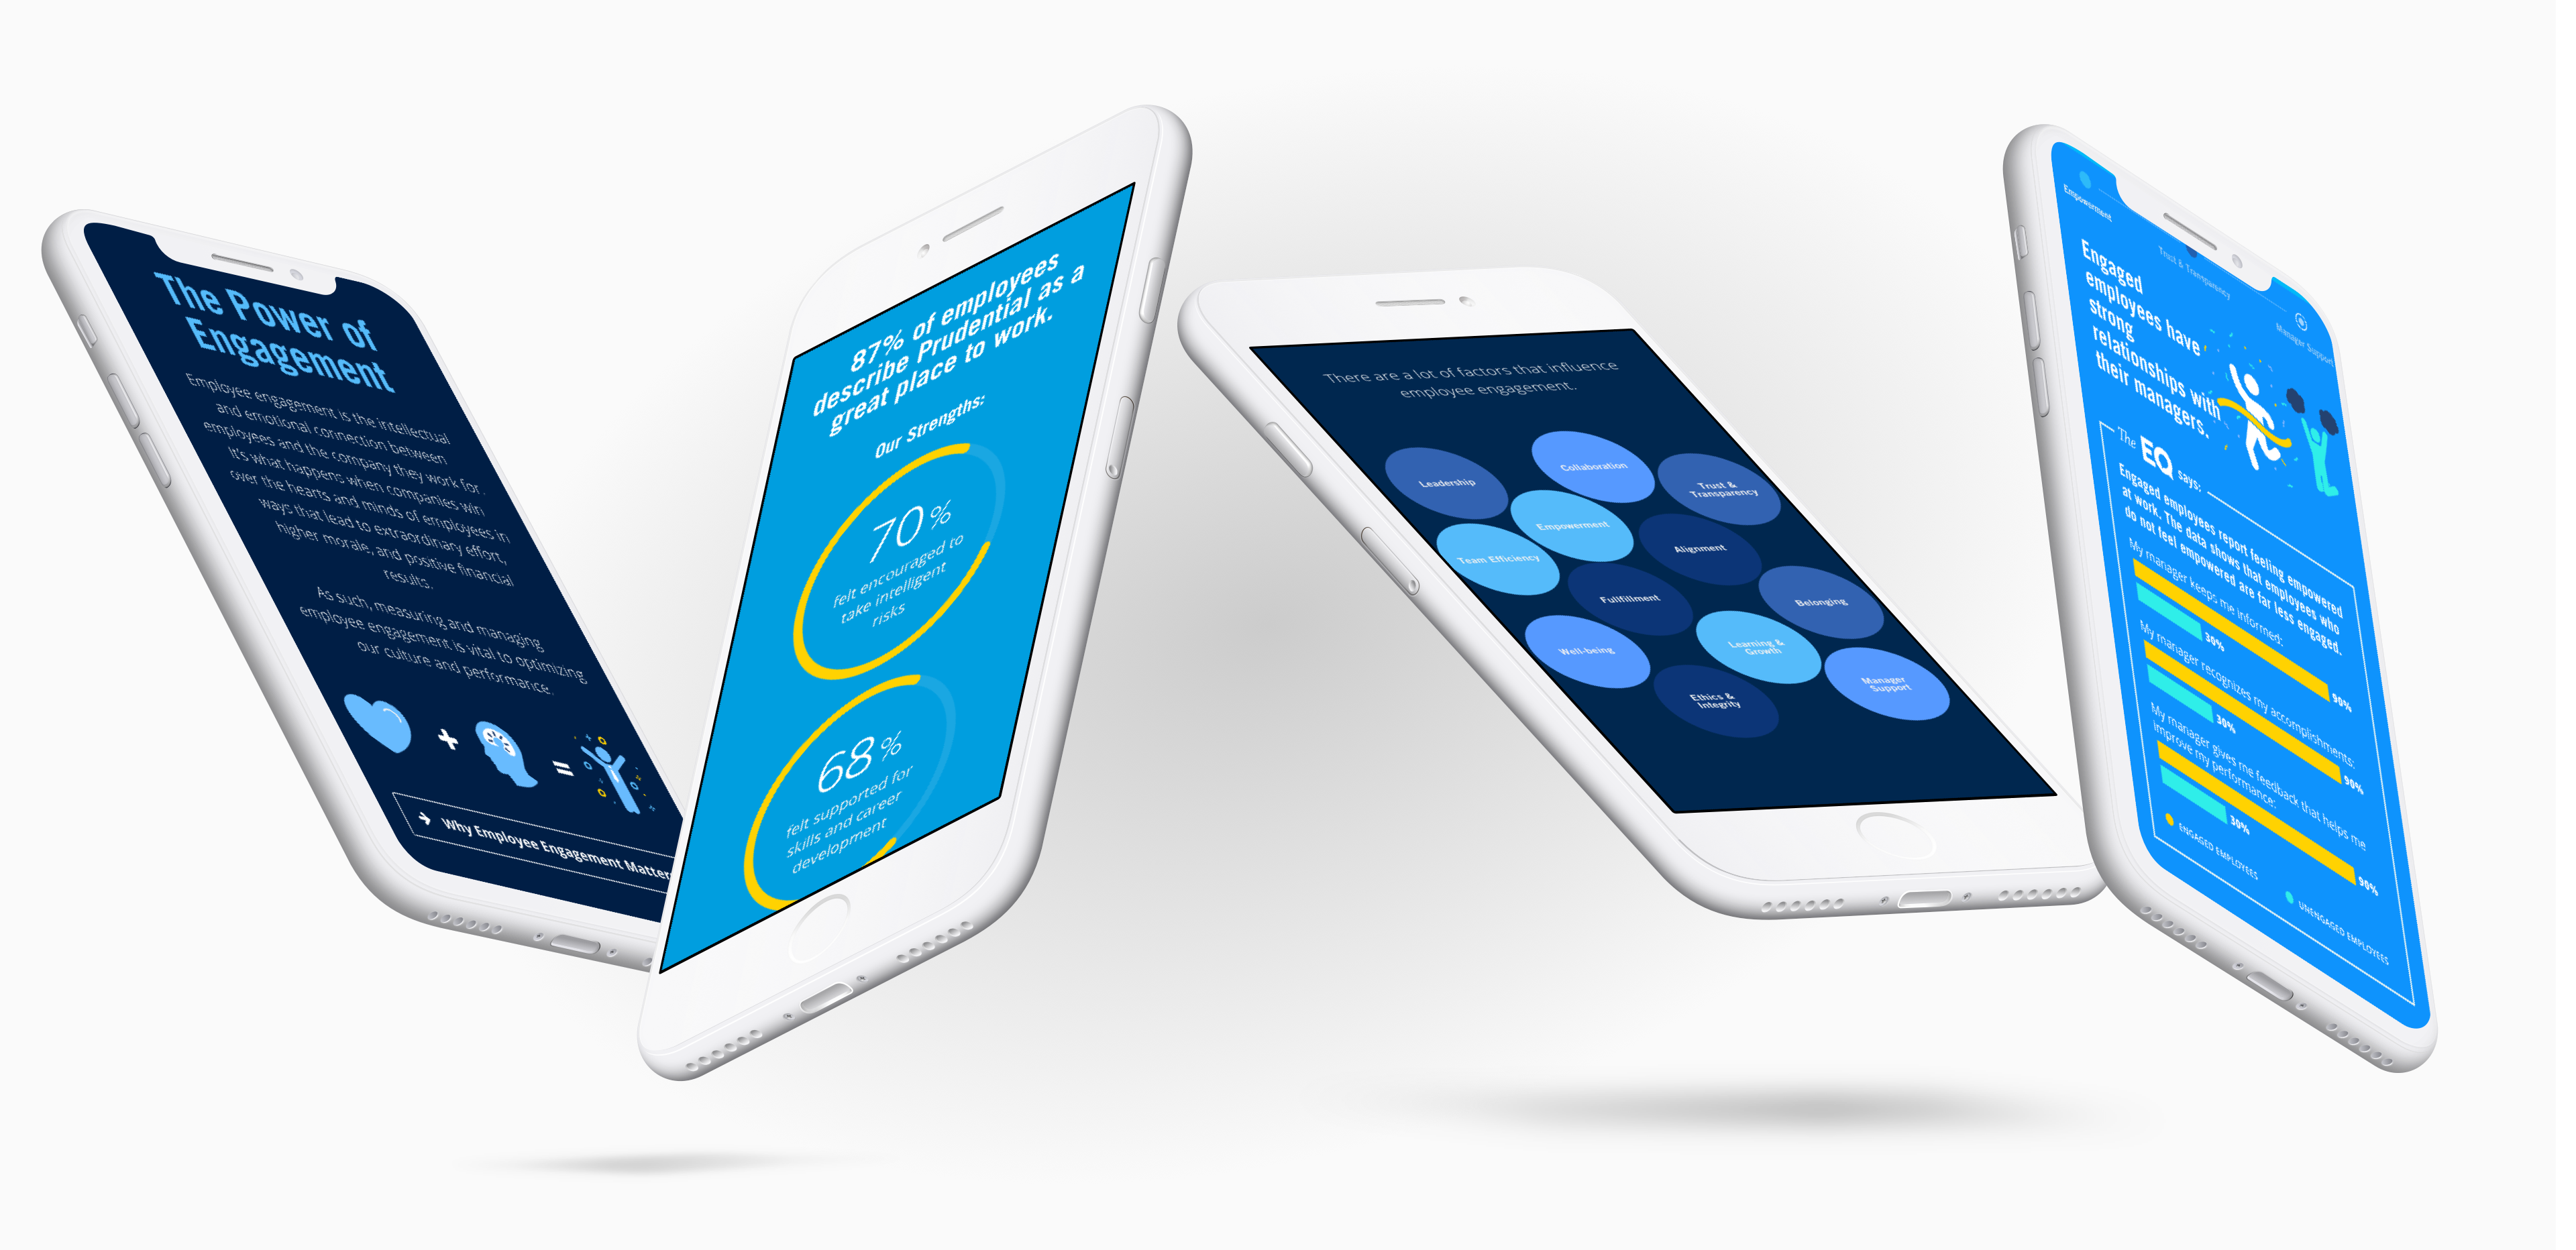 The Power of
Engagement
Employee engagement is the intellectual
and emotional connection between
employees and the company they work for.
It's what happens when companies win
over the hearts and minds of employees in
ways that lead to extraordinary effort,
higher morale, and positive financial
results.
As such, measuring and managing
employee engagement is vital to optimizing
our culture and performance.
+
=
Why Employee Engagement Matter
87% of employees
describe Prudential as a
great place to work.
Our Strengths:
70%
felt encouraged to
take intelligent
risks
68%
felt supported for
skills and career
development
There are a lot of factors that influence
employee engagement.
Leadership
Collaboration
Trust &
Transparency
Empowerment
Team Efficiency
Alignment
Fullfillment
Belonging
Well-being
Learning &
Growth
Manager
Support
Ethics &
Integrity
Empowerment
Trust & Transparency
Manager Support
Engaged
employees have
strong
relationships with
their managers.
The EQ says:
Engaged employees report feeling empowered
at work. The data shows that employees who
do not feel empowered are far less engaged.
My manager keeps me informed:
90%
30%
My manager recognizes my accomplishments:
90%
30%
My manager gives me feedback that helps me
improve my performance:
90%
30%
ENGAGED EMPLOYEES
UNENGAGED EMPLOYEES